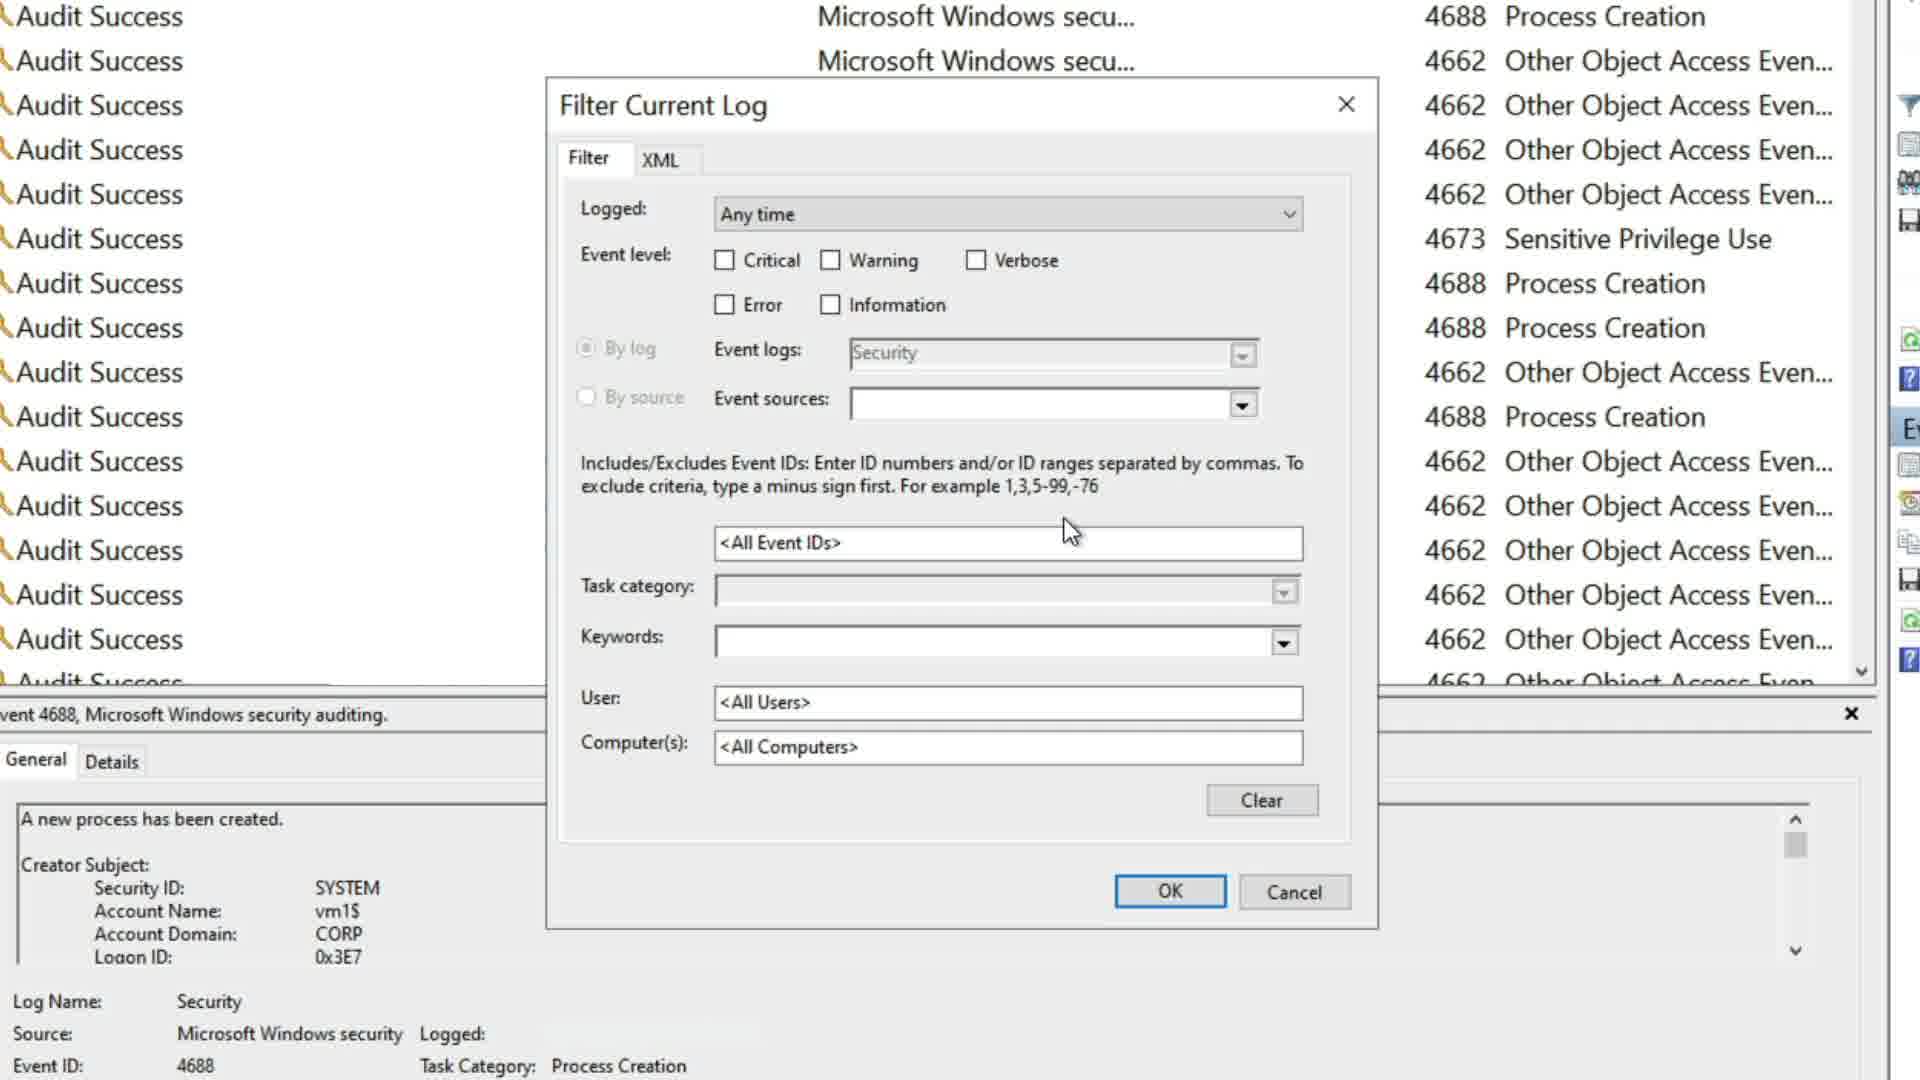 Audit Success Microsoft Windows secu... 4688 Process Creation
Audit Success Microsoft Windows secu... 4662 Other Object Access Even...
Audit Success 4662 Other Object Access Even...
Audit Success 4662 Other Object Access Even...
Audit Success 4662 Other Object Access Even...
Audit Success 4673 Sensitive Privilege Use
Audit Success 4688 Process Creation
Audit Success 4688 Process Creation
Audit Success 4662 Other Object Access Even...
Audit Success 4688 Process Creation
Audit Success 4662 Other Object Access Even...
Audit Success 4662 Other Object Access Even...
Audit Success 4662 Other Object Access Even...
Audit Success 4662 Other Object Access Even...
Audit Success 4662 Other Object Access Even...
Audit Success 4662 Other Object Access Even...
Filter Current Log
Filter XML
Logged: Any time
Event level: Critical Warning Verbose
Error Information
By log Event logs: Security
By source Event sources:
Includes/Excludes Event IDs: Enter ID numbers and/or ID ranges separated by commas. To
exclude criteria, type a minus sign first. For example 1,3,5-99,-76
<All Event IDs>
Task category:
Keywords:
User: <All Users>
Computer(s): <All Computers>
Clear
OK Cancel
vent 4688, Microsoft Windows security auditing.
General Details
A new process has been created.
Creator Subject:
Security ID: SYSTEM
Account Name: vm1$
Account Domain: CORP
Logon ID: 0x3E7
Log Name: Security
Source: Microsoft Windows security Logged:
Event ID: 4688 Task Category: Process Creation